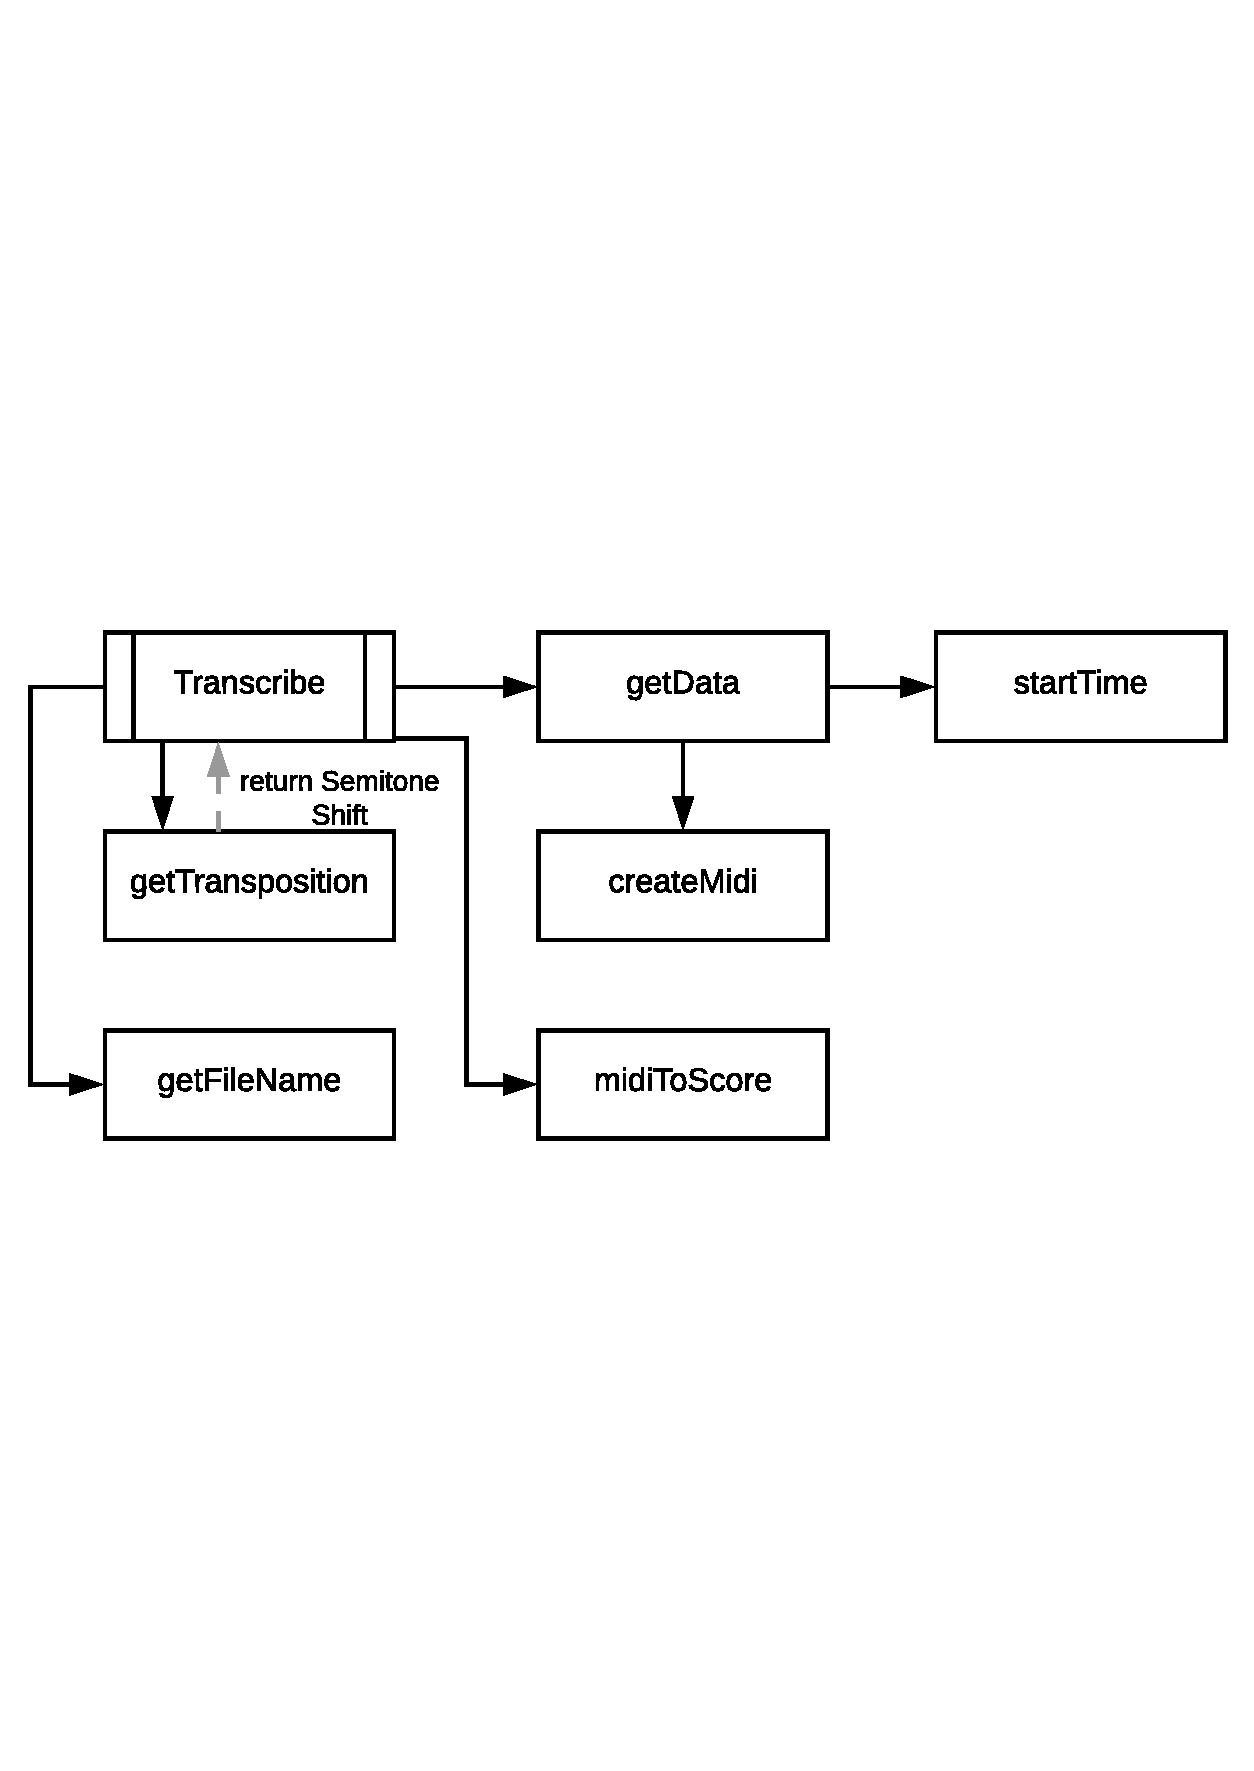 Transcribe
getData
startTime
return Semitone
Shift
getTransposition
createMidi
getFileName
midiToScore